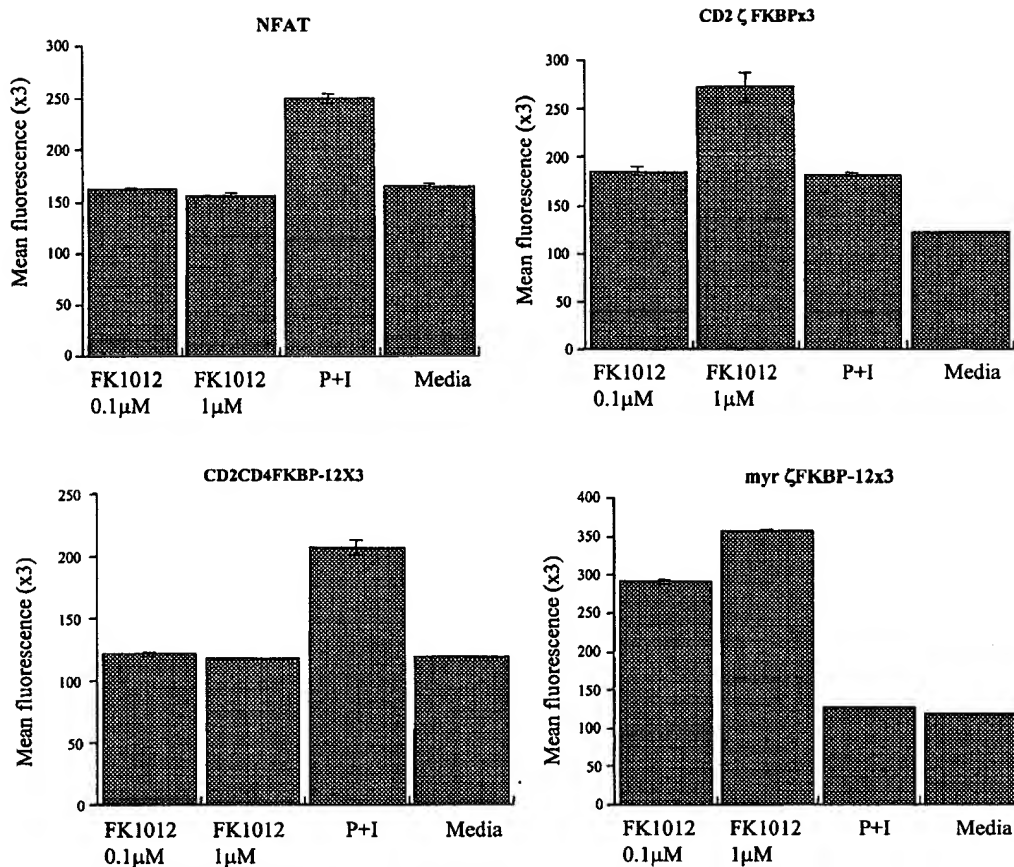 NFAT
Mean fluorescence (x3)
300
250
200
150
100
50
0
FK1012
0.1μM
FK1012
1μM
P+I
Media
CD2 ζ FKBPx3
Mean fluorescence (x3)
300
250
200
150
100
50
0
FK1012
0.1μM
FK1012
1μM
P+I
Media
CD2CD4FKBP-12X3
Mean fluorescence (x3)
250
200
150
100
50
0
FK1012
0.1μM
FK1012
1μM
P+I
Media
myr ζFKBP-12x3
Mean fluorescence (x3)
400
350
300
250
200
150
100
50
0
FK1012
0.1μM
FK1012
1μM
P+I
Media